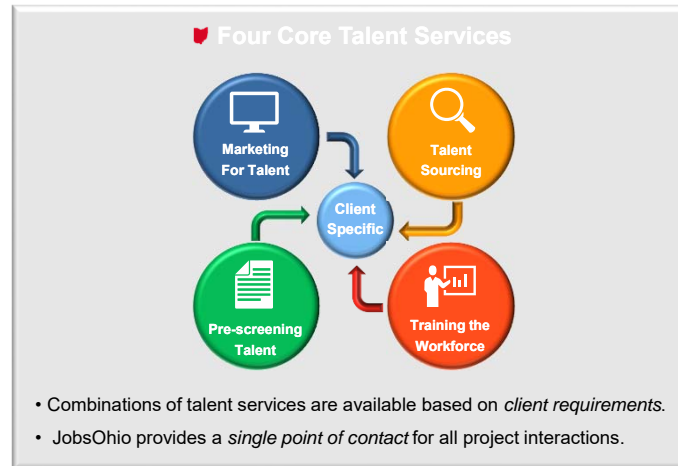 Four Core Talent Services
Marketing
For Talent
Talent
Sourcing
Client
Specific
Pre-screening
Talent
Training the
Workforce
• Combinations of talent services are available based on client requirements.
• JobsOhio provides a single point of contact for all project interactions.